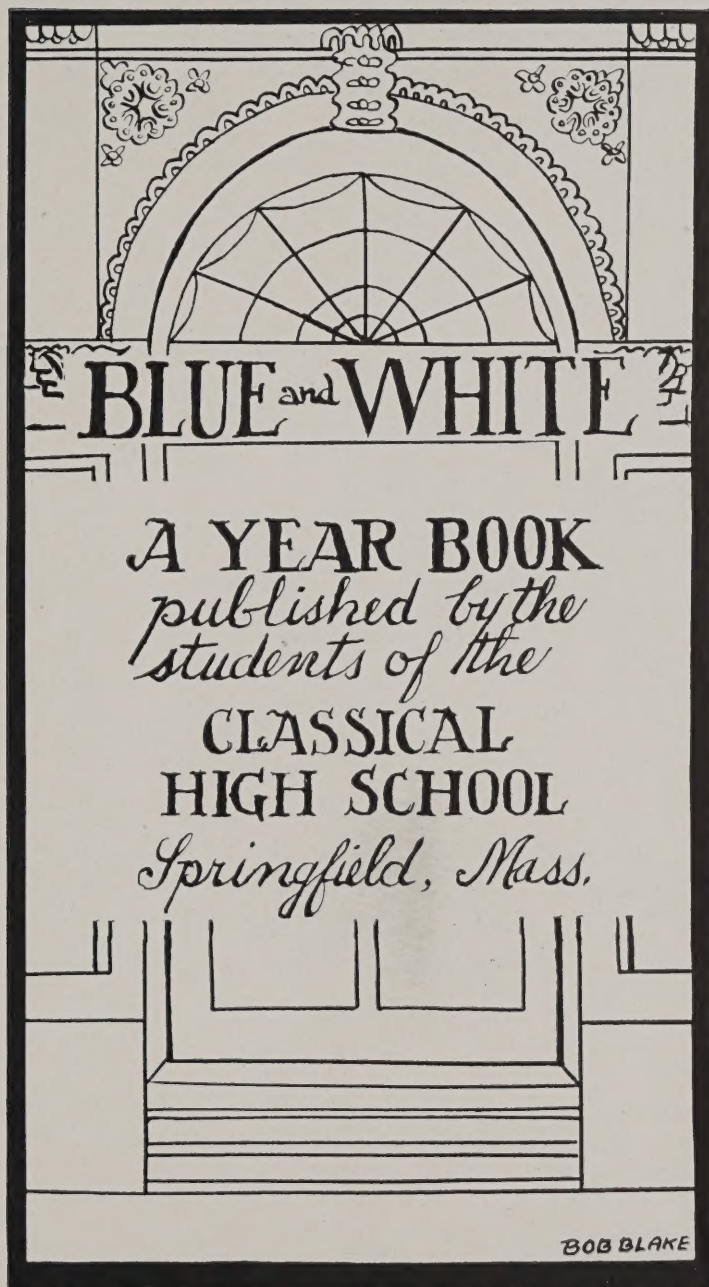 BLUE and WHITE
A YEAR BOOK
published by the
students of the
CLASSICAL
HIGH SCHOOL
Springfield, Mass.
BOB BLAKE